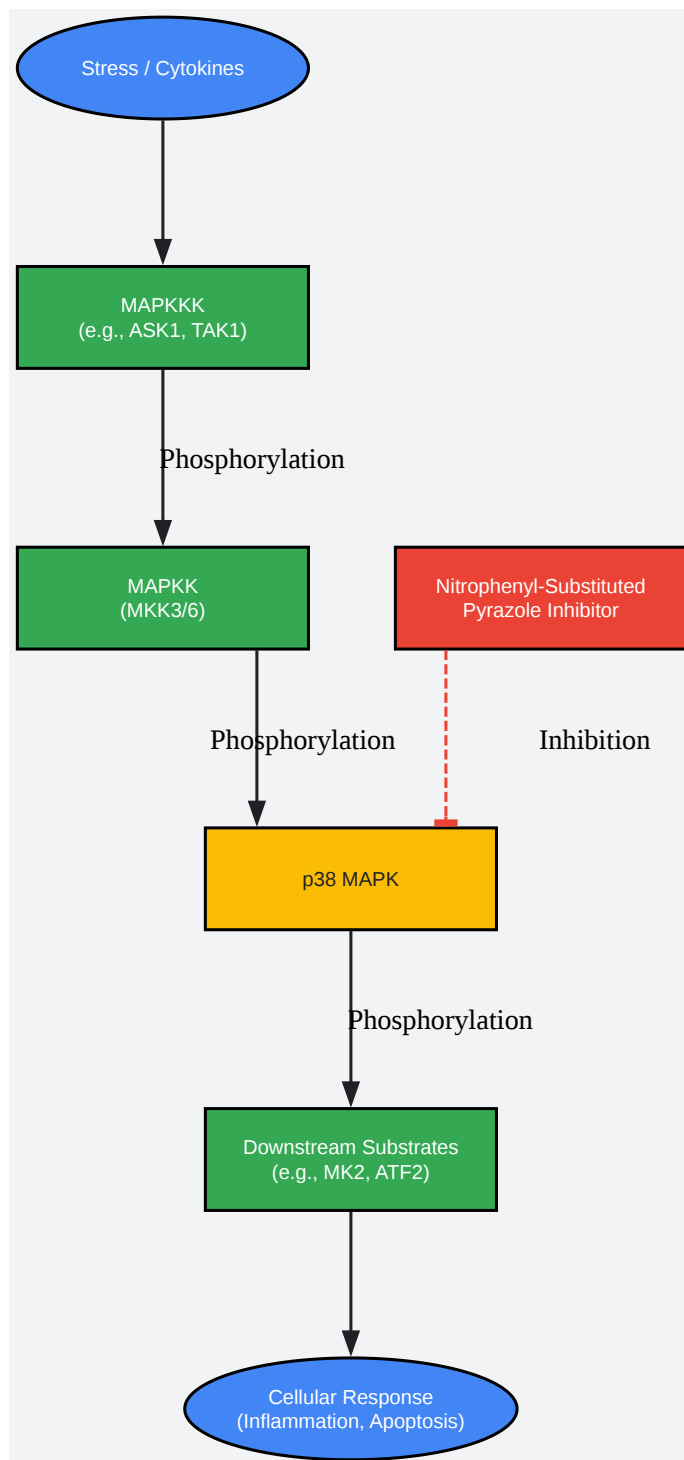 Stress / Cytokines
MAPKKK
(e.g., ASK1, TAK1)
Phosphorylation
MAPKK
(MKK3/6)
Nitrophenyl-Substituted
Pyrazole Inhibitor
Phosphorylation
Inhibition
p38 MAPK
Phosphorylation
Downstream Substrates
(e.g., MK2, ATF2)
Cellular Response
(Inflammation, Apoptosis)